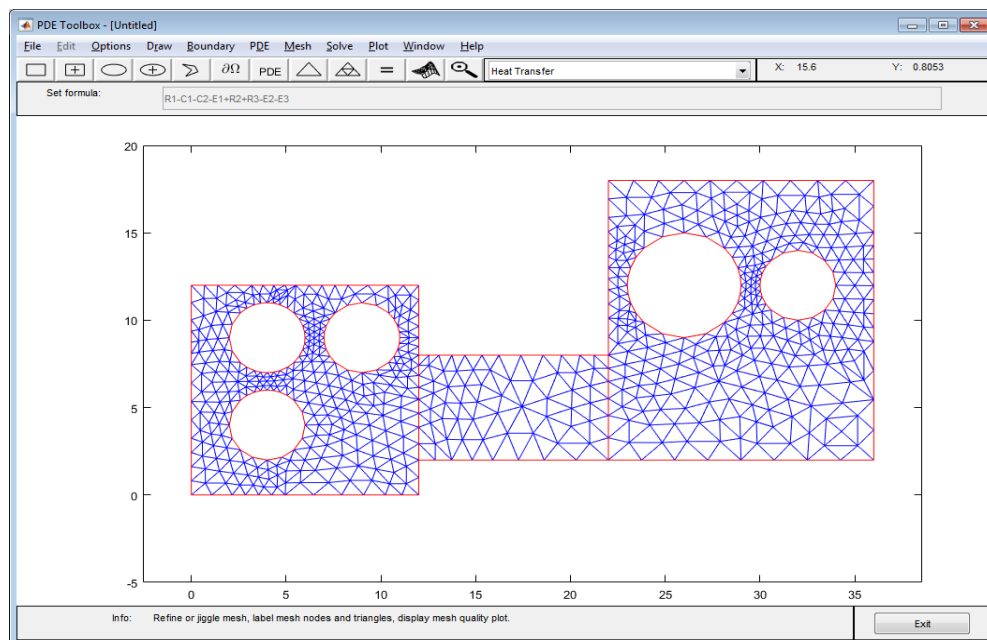 PDE Toolbox - [Untitled]
File Edit Options Draw Boundary PDE Mesh Solve Plot Window Help
∂Ω PDE = Heat Transfer X: 15.6 Y: 0.8053
Set formula: R1-C1-C2-E1+R2+R3-E2-E3
20
15
10
5
0
-5
0 5 10 15 20 25 30 35
Info: Refine or jiggle mesh, label mesh nodes and triangles, display mesh quality plot. Exit